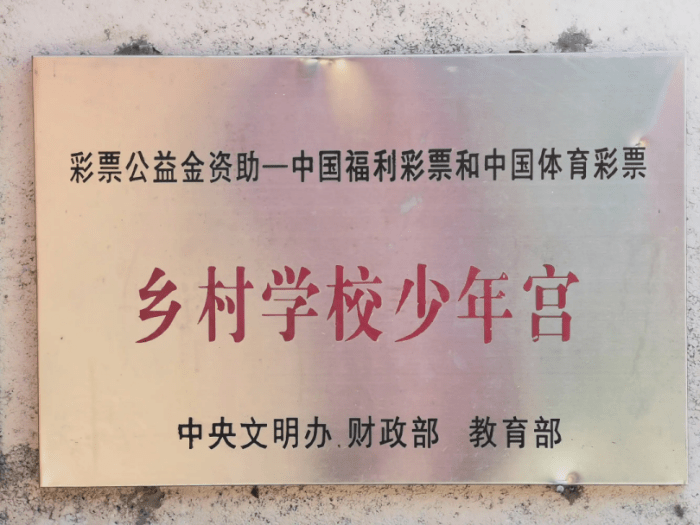 彩票公益金资助—中国福利彩票和中国体育彩票
乡村学校少年宫
中央文明办 财政部 教育部